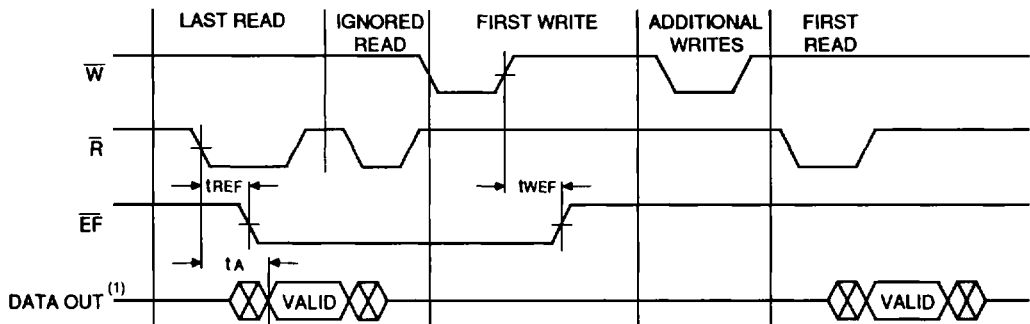 LAST READ
IGNORED
READ
FIRST WRITE
ADDITIONAL
WRITES
FIRST
READ
W
R
tREF
tWEF
EF
tA
DATA OUT (1)
VALID
VALID